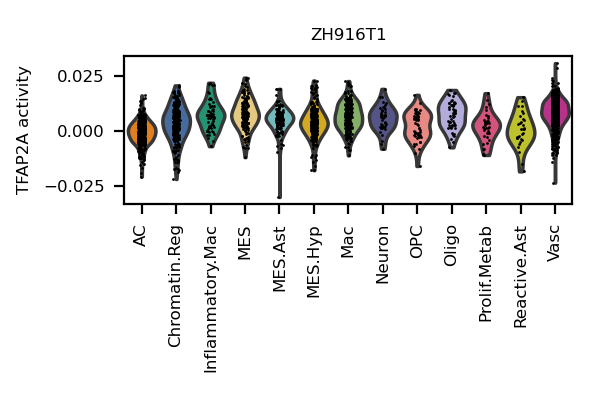 ZH916T1
TFAP2A activity
0.025
0.000
−0.025
AC
Chromatin.Reg
Inflammatory.Mac
MES
MES.Ast
MES.Hyp
Mac
Neuron
OPC
Oligo
Prolif.Metab
Reactive.Ast
Vasc